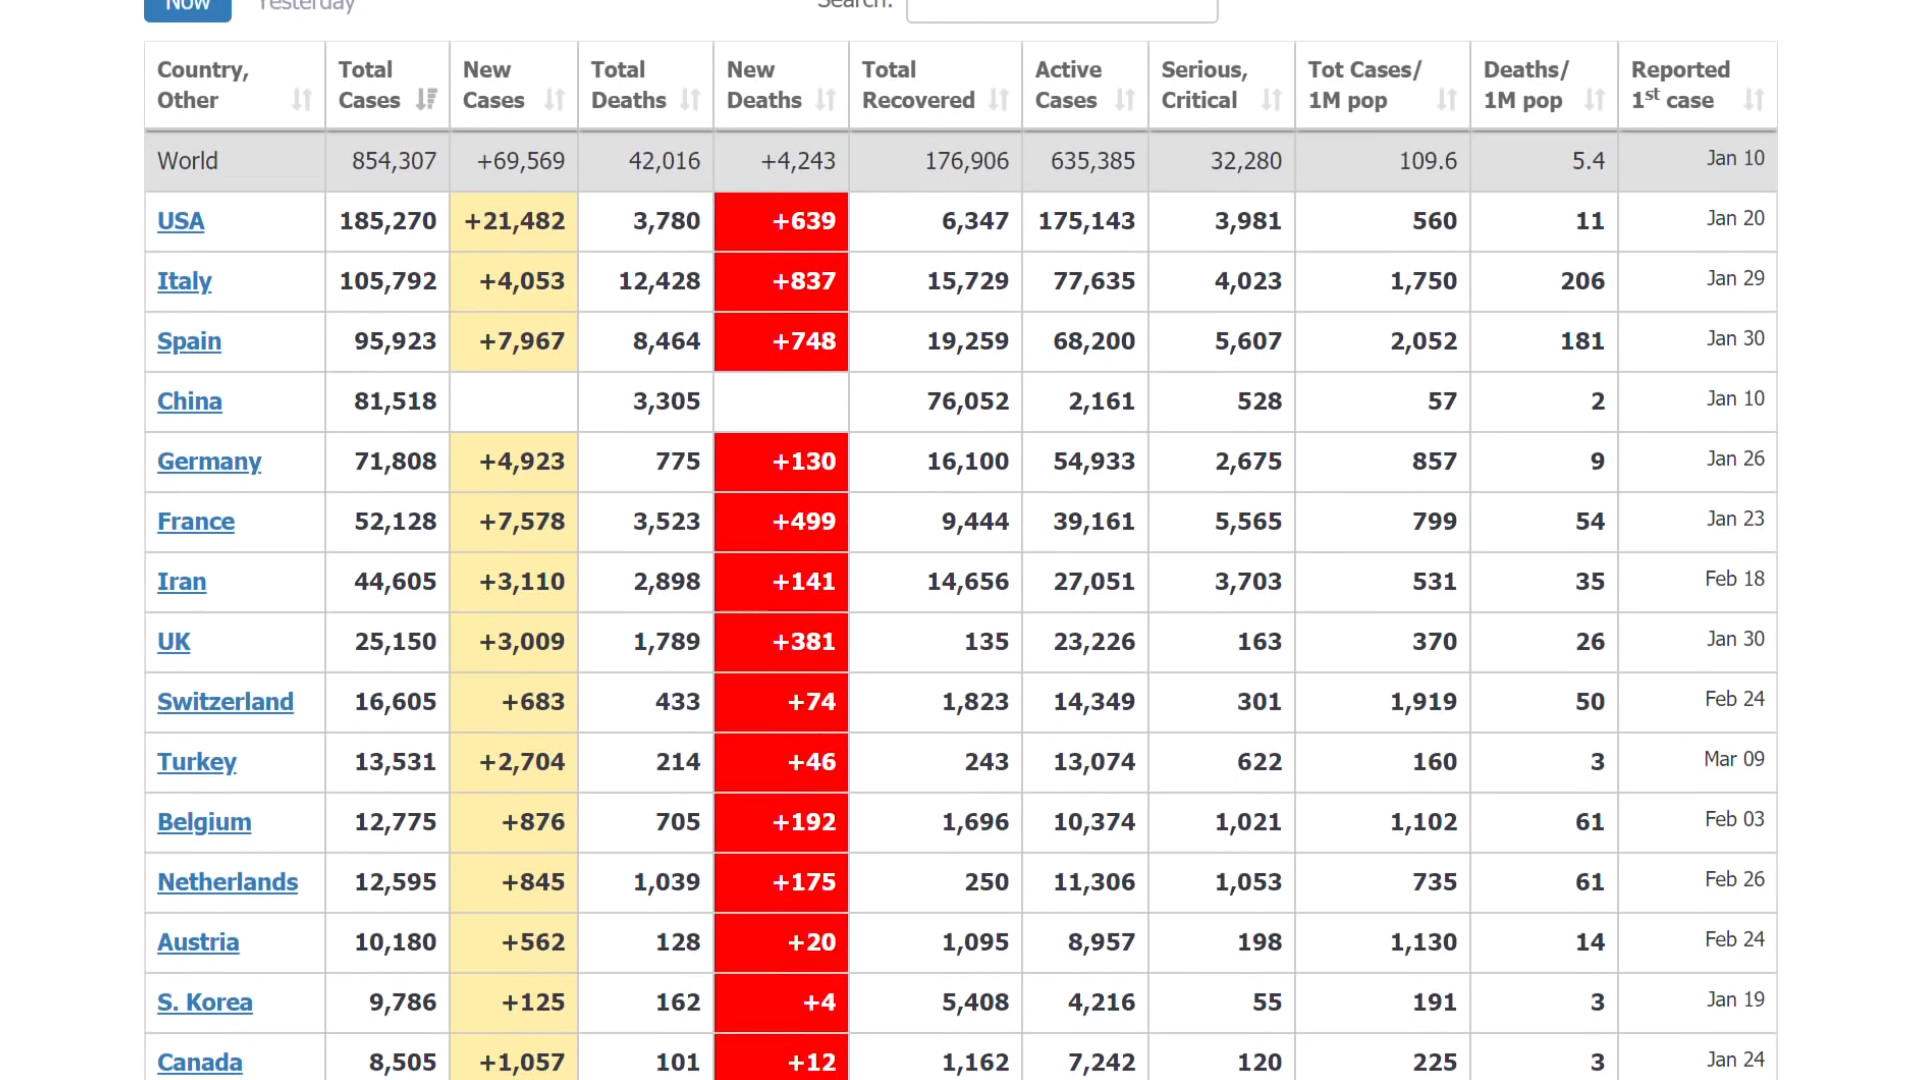 Now Yesterday Search:
Country, Other Total Cases New Cases Total Deaths New Deaths Total Recovered Active Cases Serious, Critical Tot Cases/ 1M pop Deaths/ 1M pop Reported 1st case
World 854,307 +69,569 42,016 +4,243 176,906 635,385 32,280 109.6 5.4 Jan 10
USA 185,270 +21,482 3,780 +639 6,347 175,143 3,981 560 11 Jan 20
Italy 105,792 +4,053 12,428 +837 15,729 77,635 4,023 1,750 206 Jan 29
Spain 95,923 +7,967 8,464 +748 19,259 68,200 5,607 2,052 181 Jan 30
China 81,518 3,305 76,052 2,161 528 57 2 Jan 10
Germany 71,808 +4,923 775 +130 16,100 54,933 2,675 857 9 Jan 26
France 52,128 +7,578 3,523 +499 9,444 39,161 5,565 799 54 Jan 23
Iran 44,605 +3,110 2,898 +141 14,656 27,051 3,703 531 35 Feb 18
UK 25,150 +3,009 1,789 +381 135 23,226 163 370 26 Jan 30
Switzerland 16,605 +683 433 +74 1,823 14,349 301 1,919 50 Feb 24
Turkey 13,531 +2,704 214 +46 243 13,074 622 160 3 Mar 09
Belgium 12,775 +876 705 +192 1,696 10,374 1,021 1,102 61 Feb 03
Netherlands 12,595 +845 1,039 +175 250 11,306 1,053 735 61 Feb 26
Austria 10,180 +562 128 +20 1,095 8,957 198 1,130 14 Feb 24
S. Korea 9,786 +125 162 +4 5,408 4,216 55 191 3 Jan 19
Canada 8,505 +1,057 101 +12 1,162 7,242 120 225 3 Jan 24